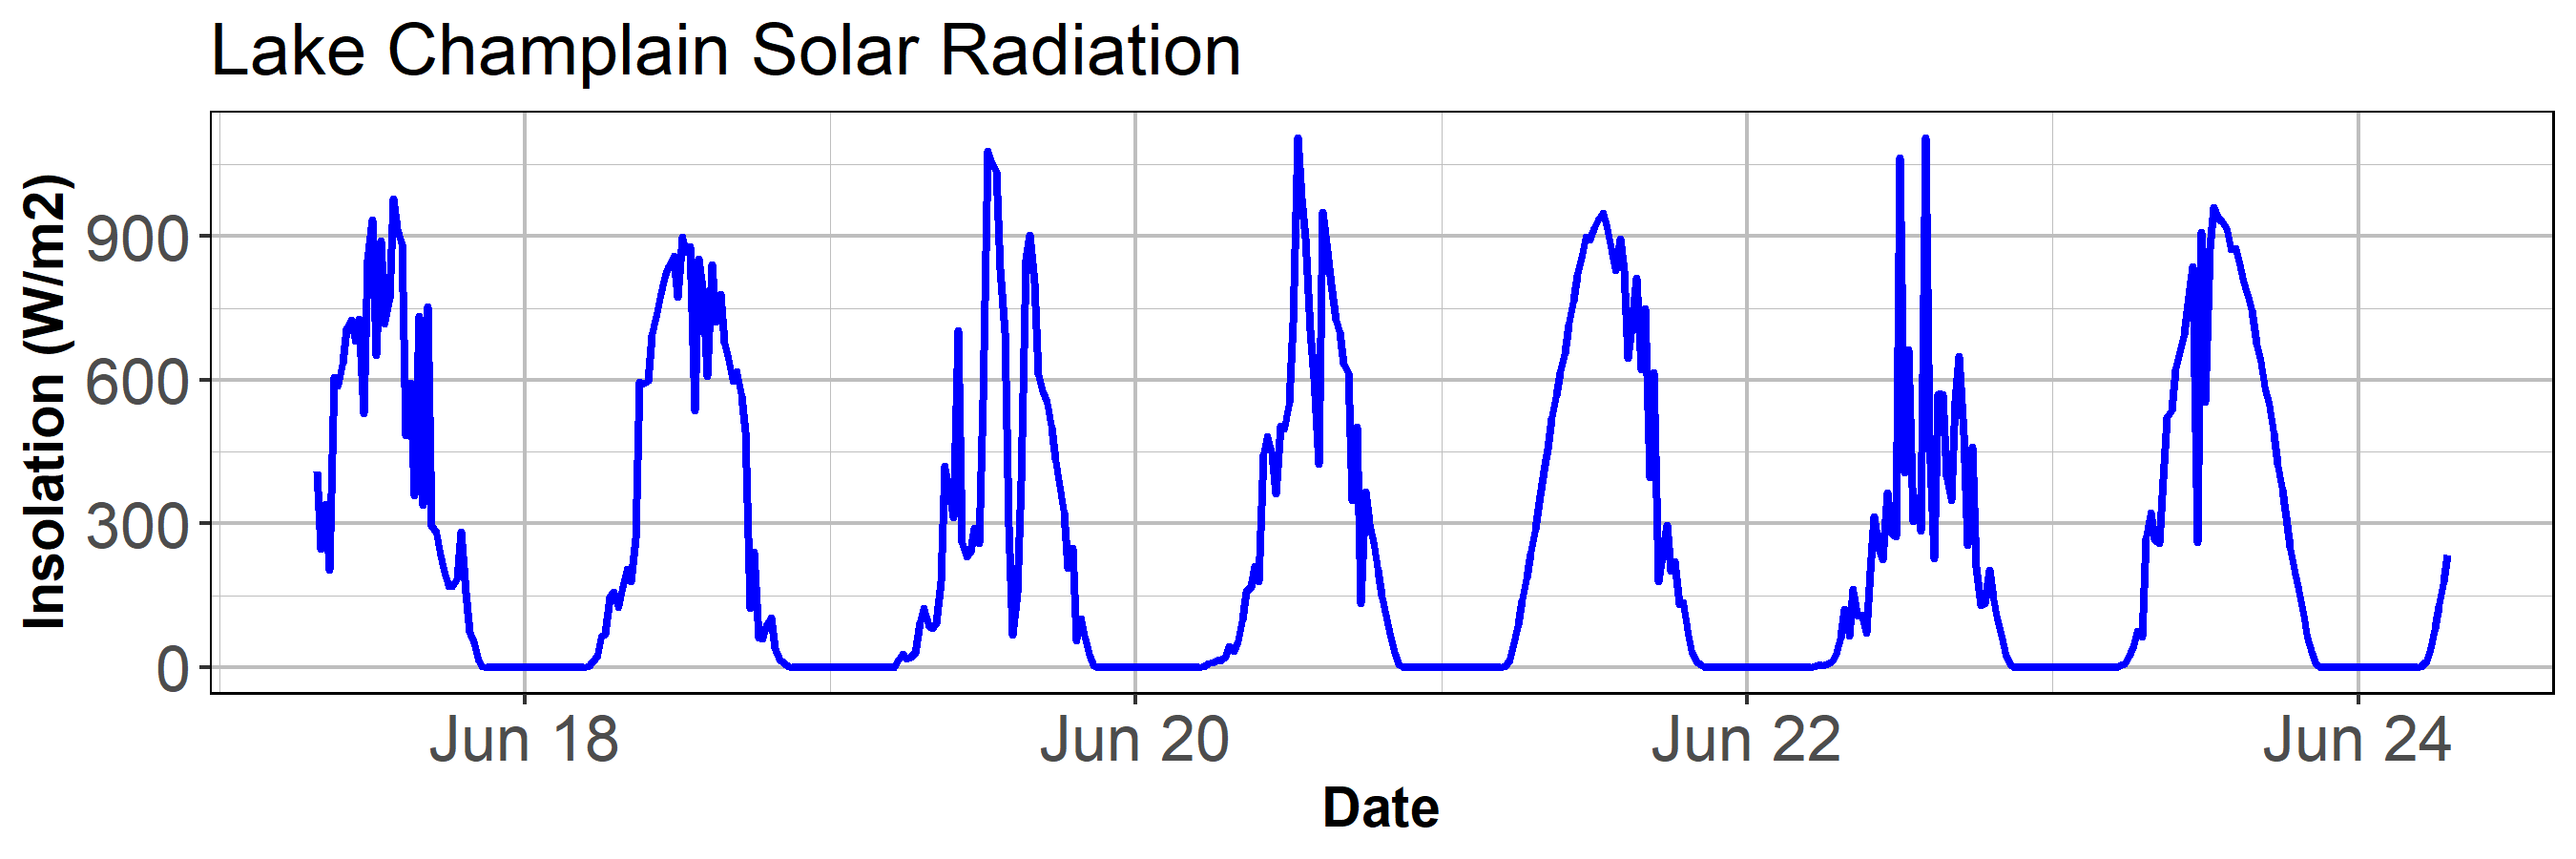 Lake Champlain Solar Radiation
Insolation (W/m2)
900
600
300
0
Jun 18 Jun 20 Jun 22 Jun 24
Date